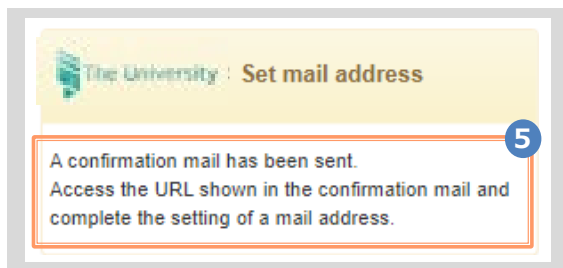 The University : Set mail address
5
A confirmation mail has been sent.
Access the URL shown in the confirmation mail and
complete the setting of a mail address.